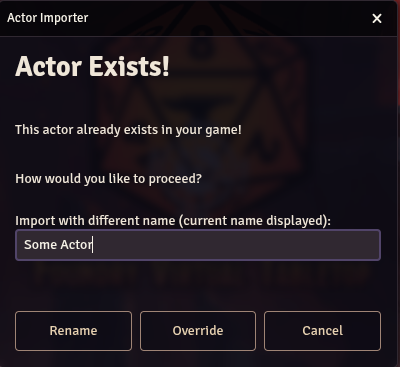 Actor Importer
Actor Exists!
This actor already exists in your game!
How would you like to proceed?
Import with different name (current name displayed):
Some Actor
Rename Override Cancel